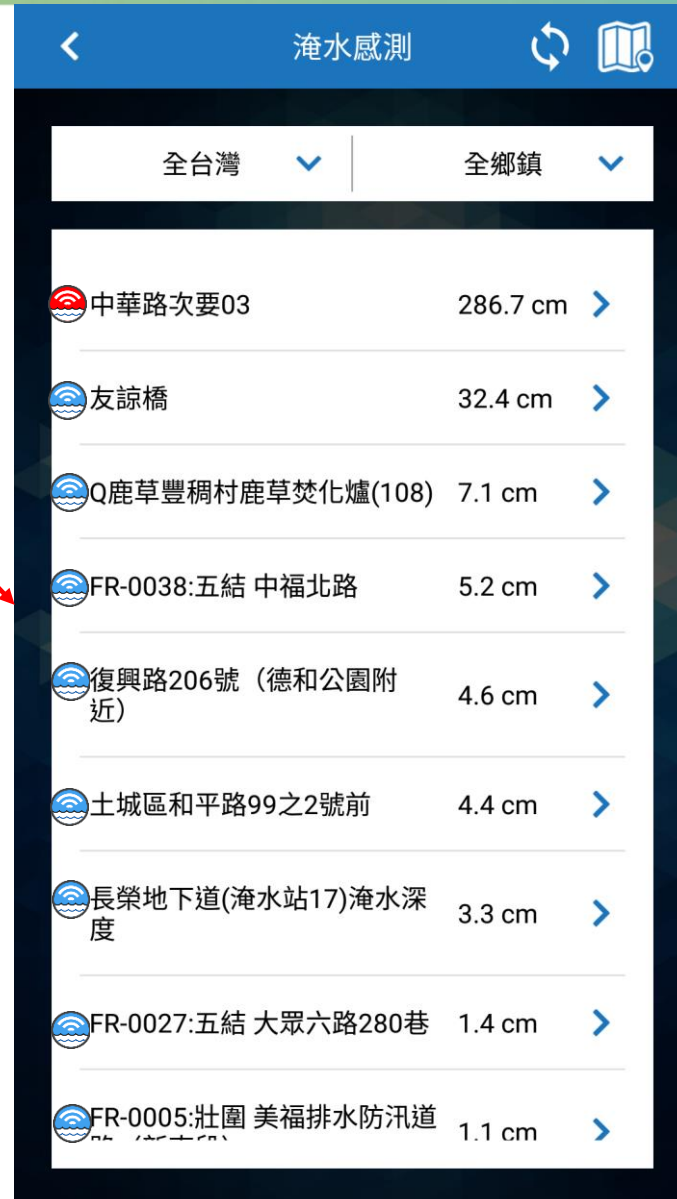 淹水感測
全台灣 全鄉鎮
中華路次要03 286.7 cm
友諒橋 32.4 cm
Q鹿草豐稠村鹿草焚化爐(108) 7.1 cm
FR-0038:五結 中福北路 5.2 cm
復興路206號（德和公園附
近） 4.6 cm
土城區和平路99之2號前 4.4 cm
長榮地下道(淹水站17)淹水深
度 3.3 cm
FR-0027:五結 大眾六路280巷 1.4 cm
FR-0005:壯圍 美福排水防汛道
1.1 cm